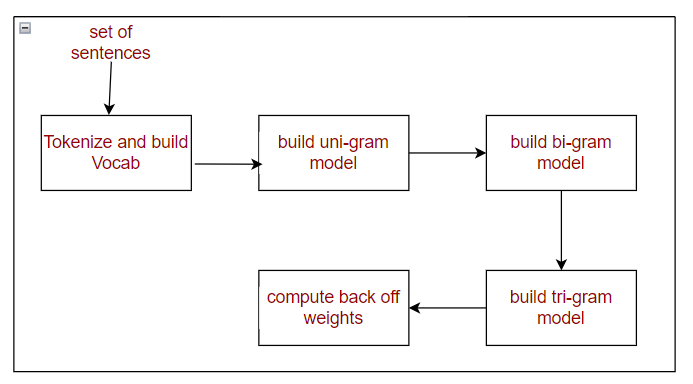 set of
sentences
Tokenize and build
Vocab
build uni-gram
model
build bi-gram
model
compute back off
weights
build tri-gram
model